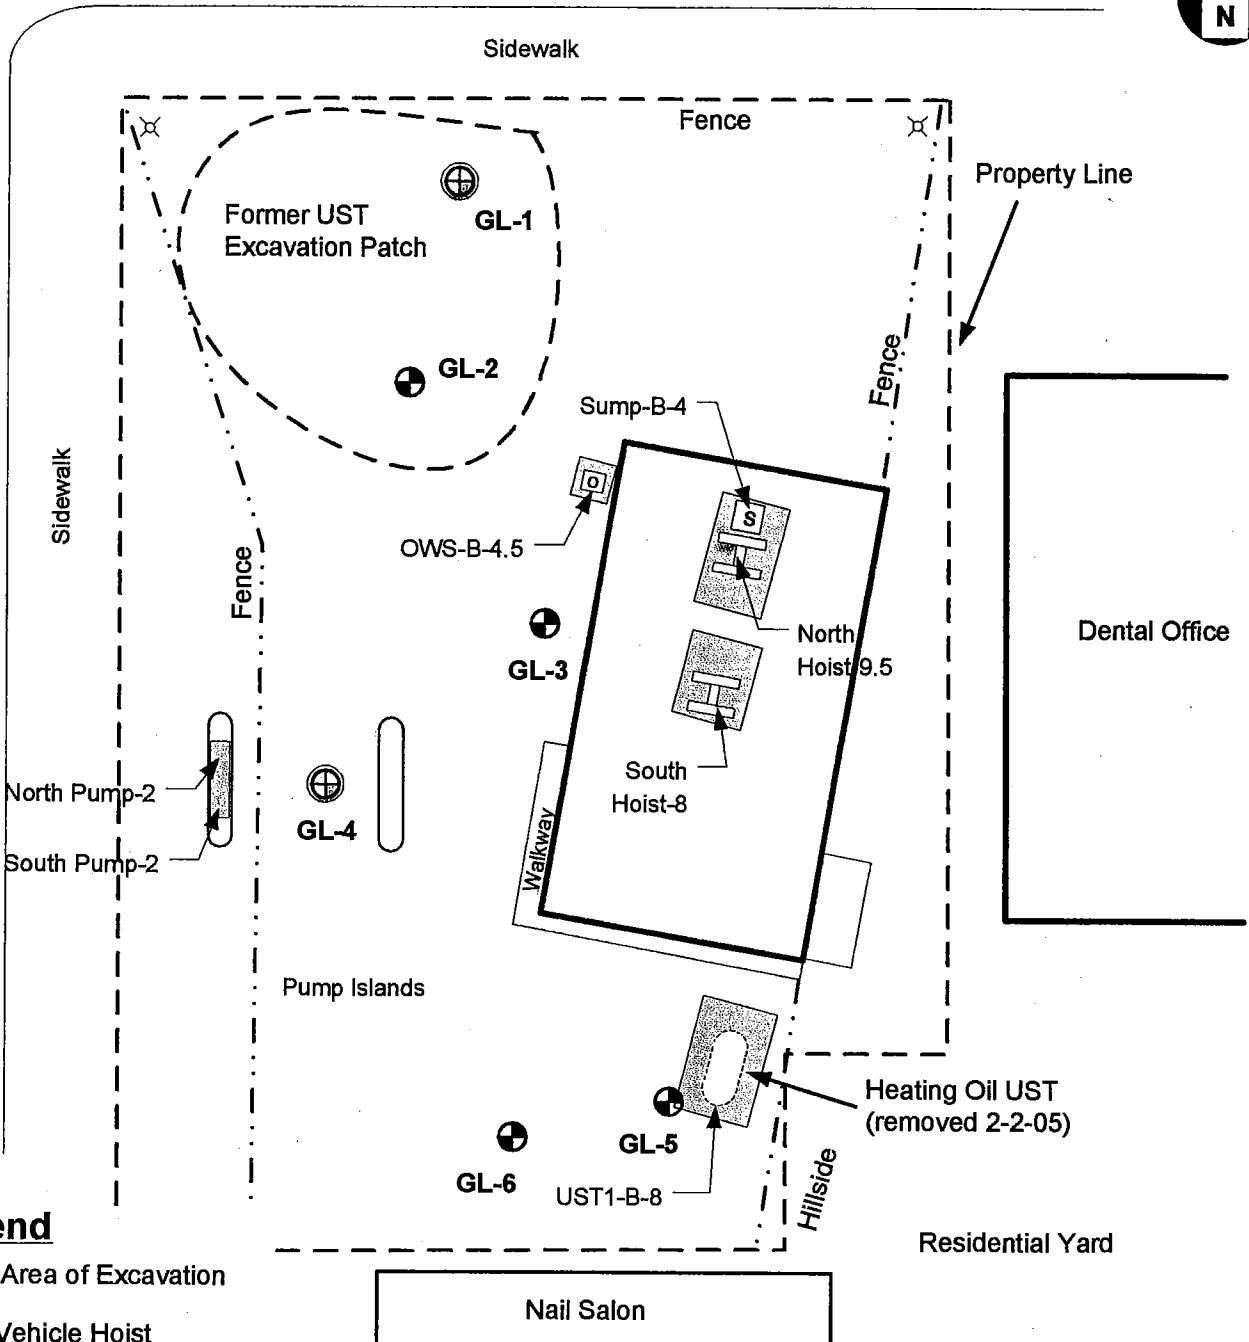 N
Sidewalk
Fence
Property Line
GL-1
Former UST
Excavation Patch
GL-2
Fence
Sump-B-4
Sidewalk
O
S
OWS-B-4.5
Fence
North
Hoist 9.5
Dental Office
GL-3
South
Hoist-8
North Pump-2
GL-4
South Pump-2
Walkway
Pump Islands
Heating Oil UST
(removed 2-2-05)
GL-5
GL-6
UST1-B-8
Hillside
Residential Yard
end
Area of Excavation
Nail Salon
Vehicle Hoist